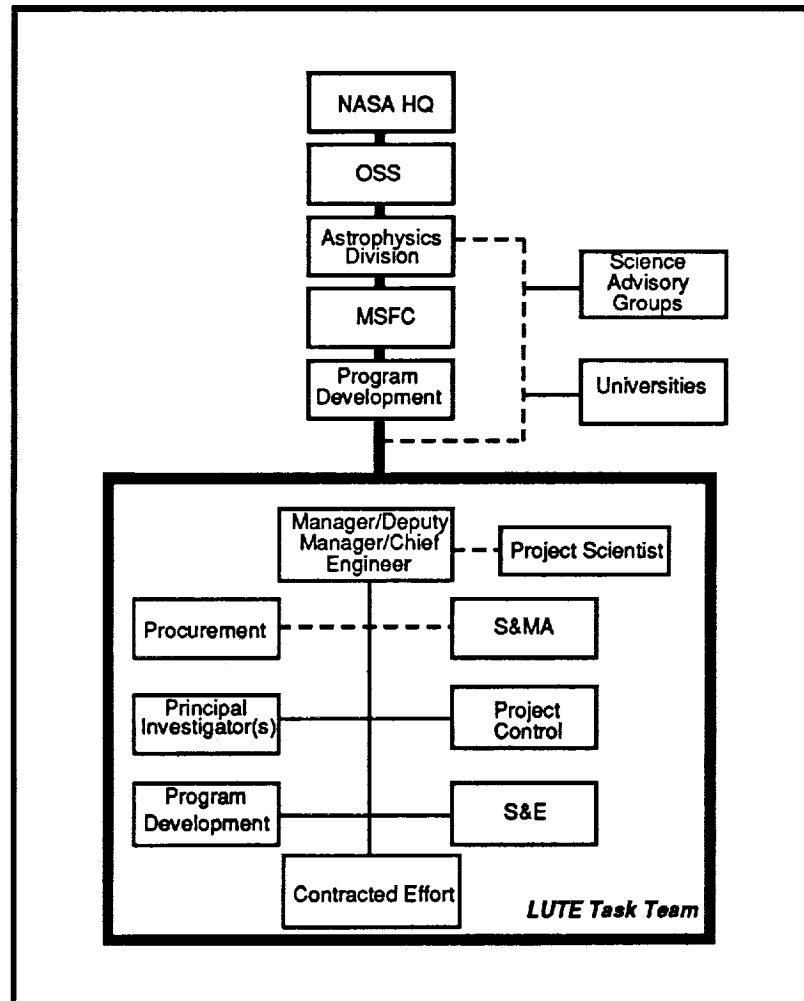 NASA HQ
OSS
Astrophysics
Division
MSFC
Program
Development
Science
Advisory
Groups
Universities
Manager/Deputy
Manager/Chief
Engineer
Project Scientist
Procurement
S&MA
Principal
Investigator(s)
Project
Control
Program
Development
S&E
Contracted Effort
LUTE Task Team